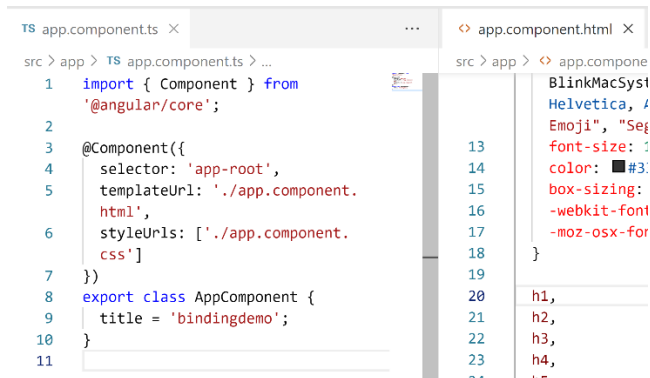 TS app.component.ts × ...
src > app > TS app.component.ts > ...
1 import { Component } from
'@angular/core';
2
3 @Component({
4 selector: 'app-root',
5 templateUrl: './app.component.
html',
6 styleUrls: ['./app.component.
css']
7 })
8 export class AppComponent {
9 title = 'bindingdemo';
10 }
11
<> app.component.html ×
src > app > <> app.compone
BlinkMacSyst
Helvetica, A
Emoji", "Seg
13 font-size: 1
14 color: #33
15 box-sizing:
16 -webkit-font
17 -moz-osx-fon
18 }
19
20 h1,
21 h2,
22 h3,
23 h4,